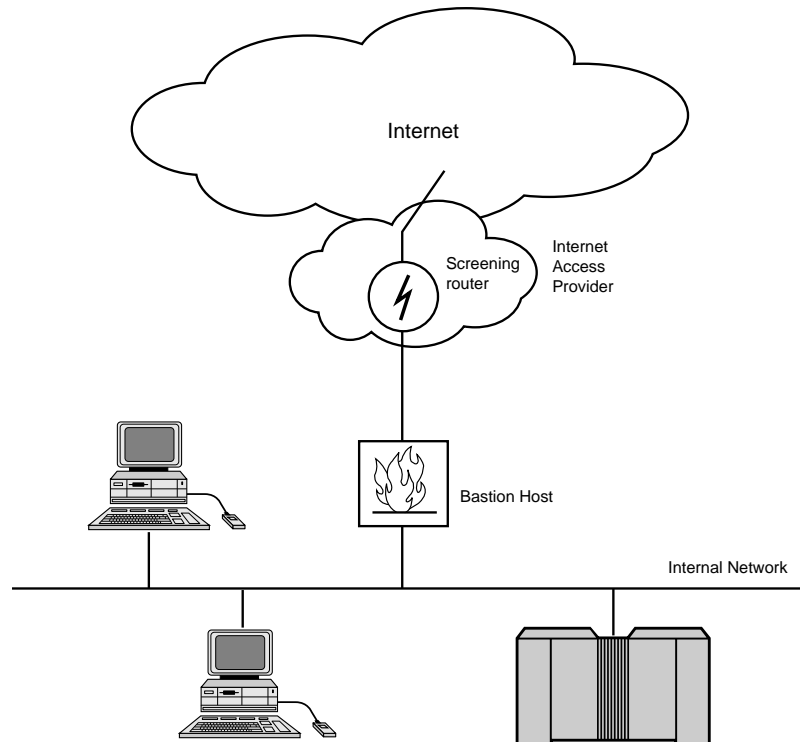 Internet
Screening
router
Internet
Access
Provider
Bastion Host
Internal Network